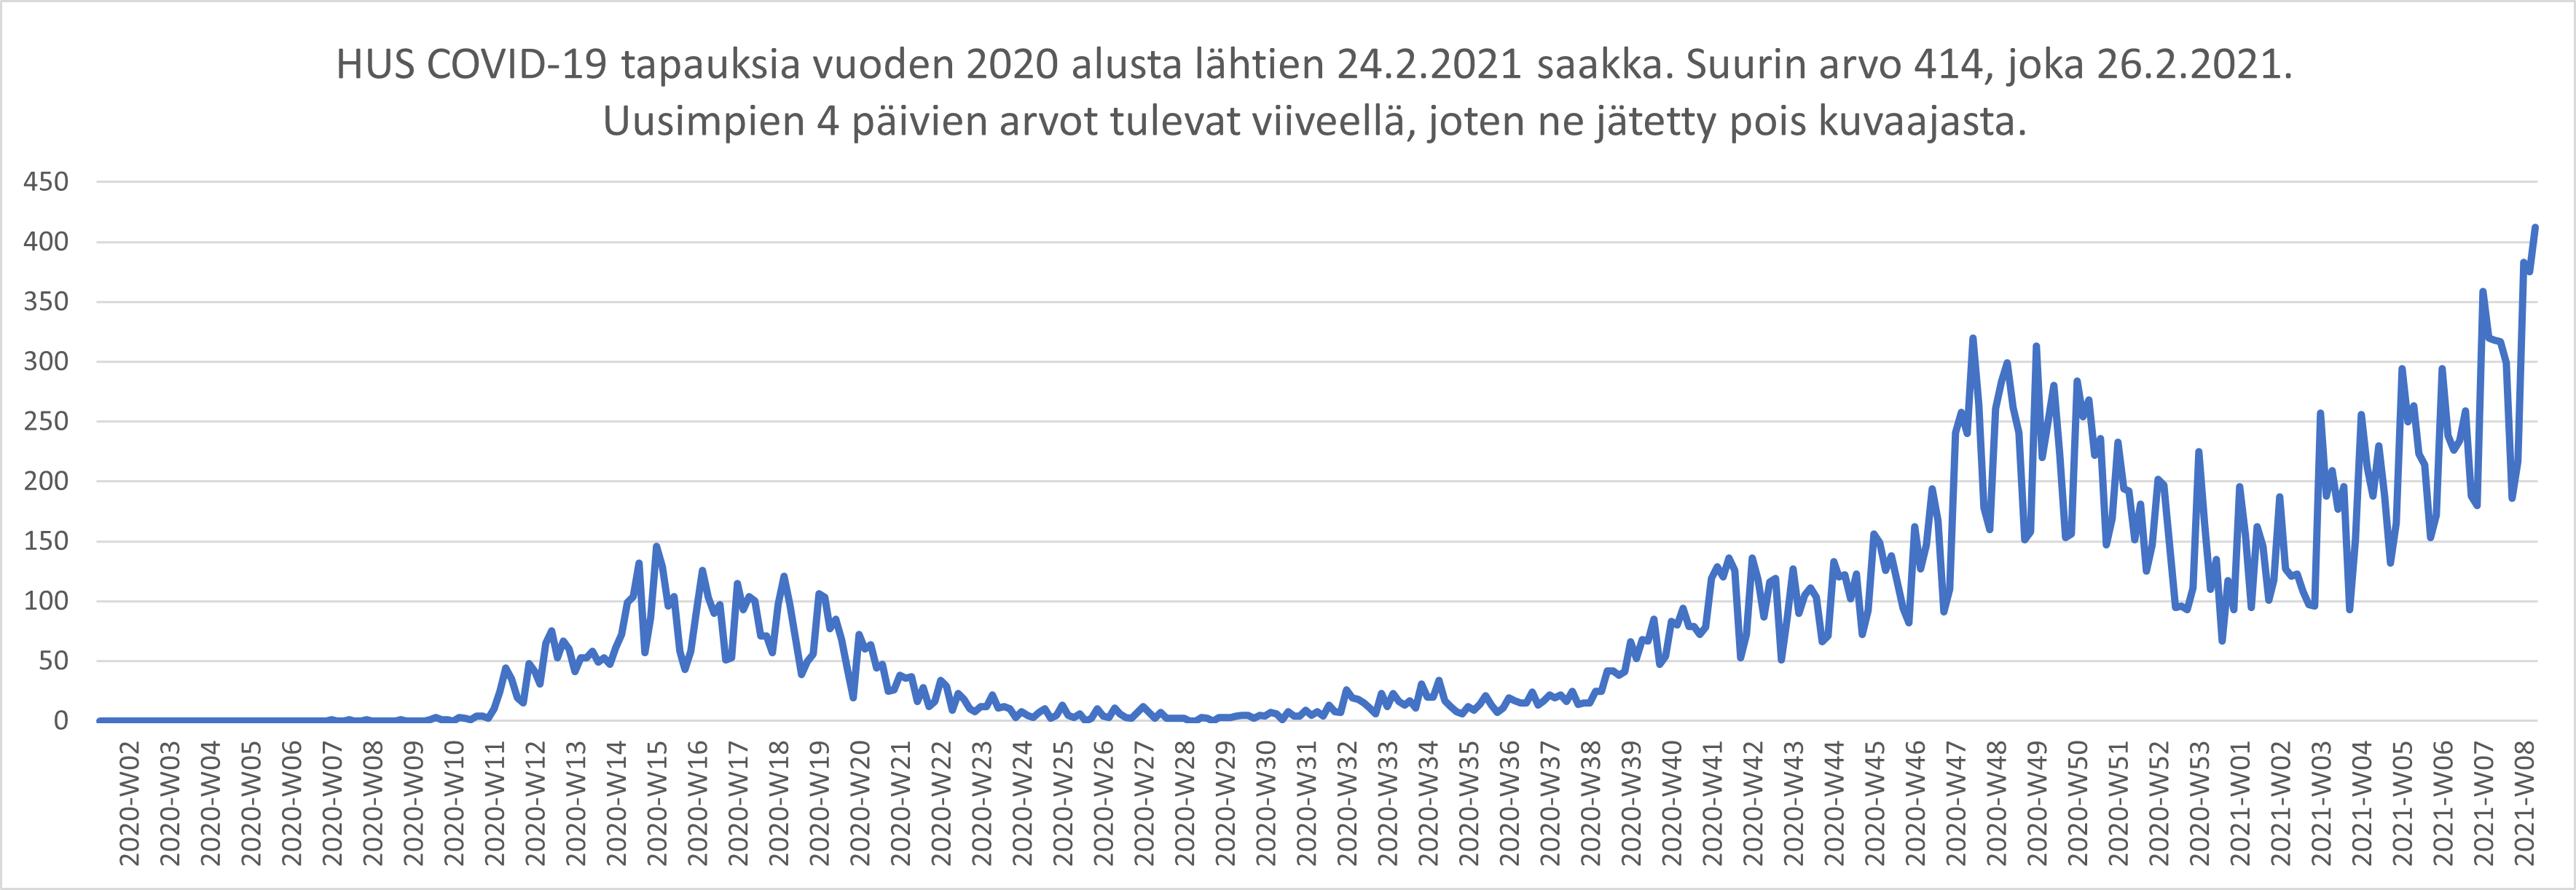 HUS COVID-19 tapauksia vuoden 2020 alusta lähtien 24.2.2021 saakka. Suurin arvo 414, joka 26.2.2021.
Uusimpien 4 päivien arvot tulevat viiveellä, joten ne jätetty pois kuvaajasta.
450
400
350
300
250
200
150
100
50
0
2020-W02
2020-W03
2020-W04
2020-W05
2020-W06
2020-W07
2020-W08
2020-W09
2020-W10
2020-W11
2020-W12
2020-W13
2020-W14
2020-W15
2020-W16
2020-W17
2020-W18
2020-W19
2020-W20
2020-W21
2020-W22
2020-W23
2020-W24
2020-W25
2020-W26
2020-W27
2020-W28
2020-W29
2020-W30
2020-W31
2020-W32
2020-W33
2020-W34
2020-W35
2020-W36
2020-W37
2020-W38
2020-W39
2020-W40
2020-W41
2020-W42
2020-W43
2020-W44
2020-W45
2020-W46
2020-W47
2020-W48
2020-W49
2020-W50
2020-W51
2020-W52
2020-W53
2021-W01
2021-W02
2021-W03
2021-W04
2021-W05
2021-W06
2021-W07
2021-W08